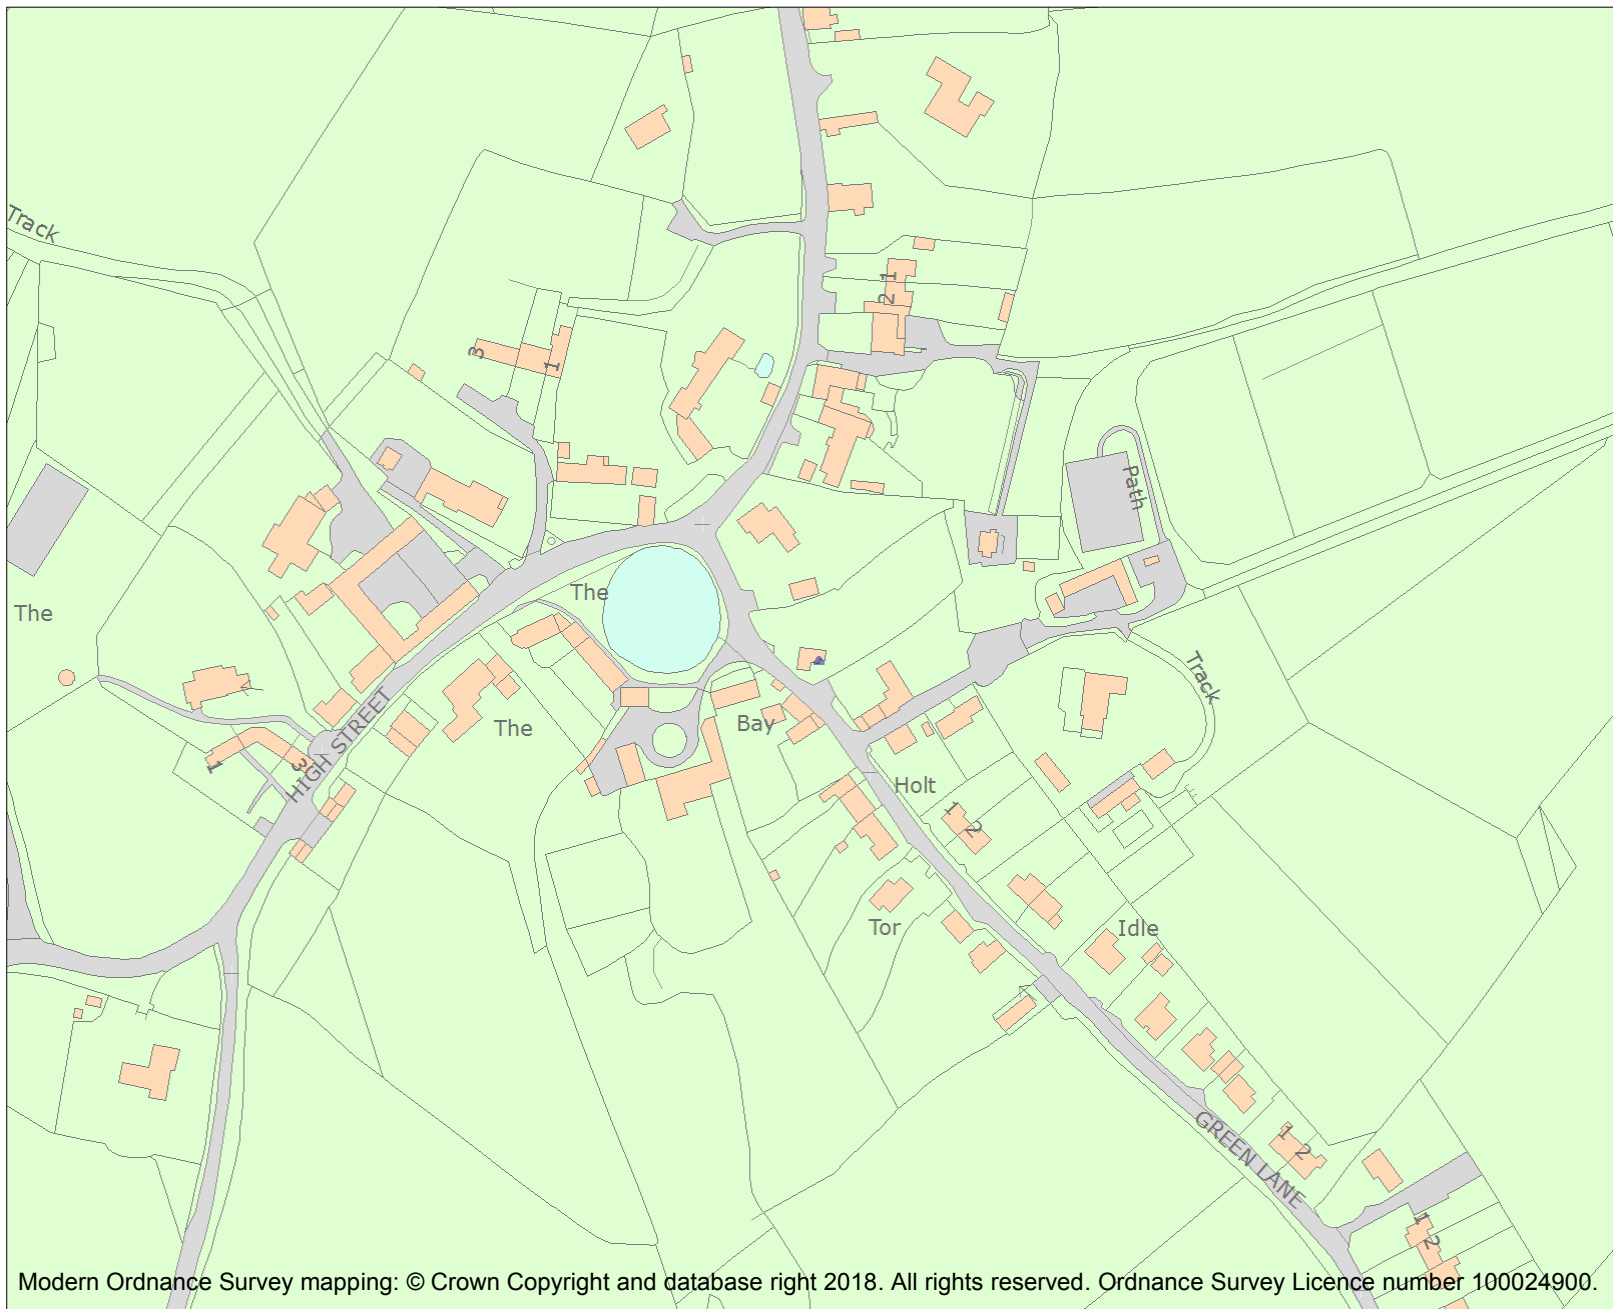 Track
1
2
3
1
Path
The
The
Track
The
Bay
HIGH STREET
1
3
Holt
1 2
Tor
Idle
GREEN LANE
1 2
1 2
Modern Ordnance Survey mapping: © Crown Copyright and database right 2018. All rights reserved. Ordnance Survey Licence number 100024900.